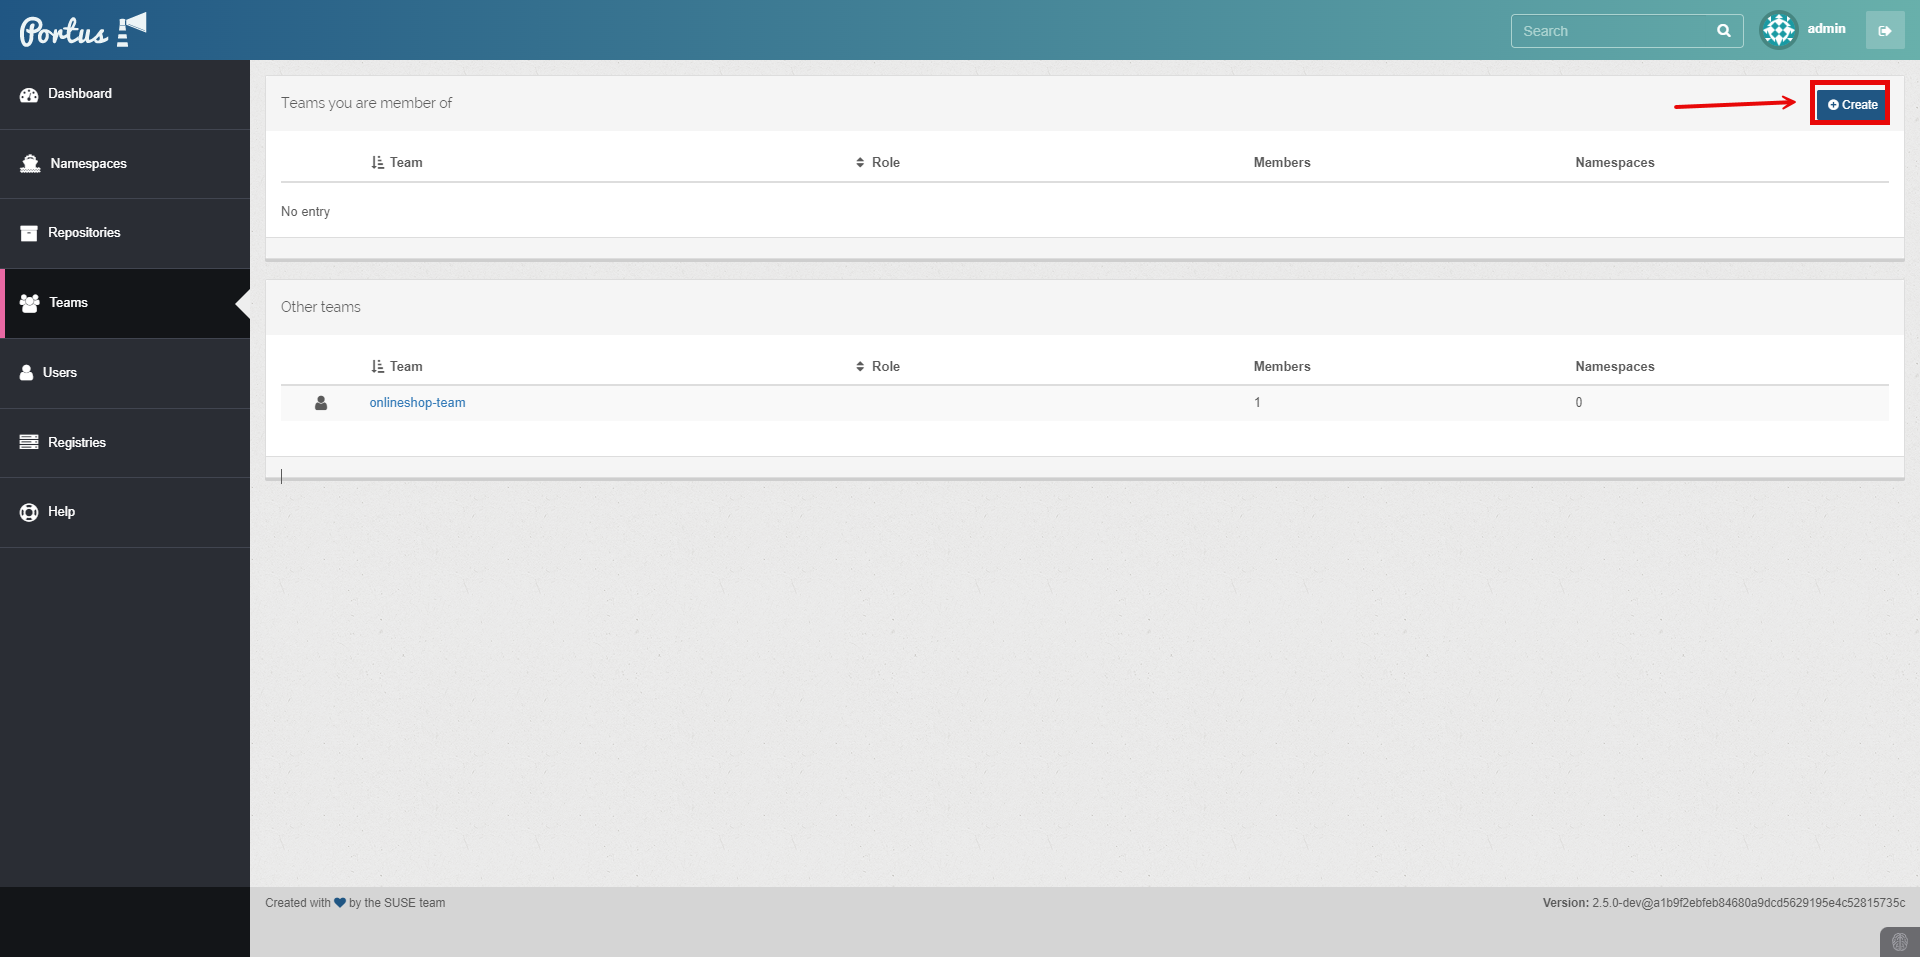 Portus
Search
admin
Dashboard
Namespaces
Repositories
Teams
Users
Registries
Help
Teams you are member of
Create
Team Role Members Namespaces
No entry
Other teams
Team Role Members Namespaces
onlineshop-team 1 0
Created with by the SUSE team
Version: 2.5.0-dev@a1b9f2ebfeb84680a9dcd5629195e4c52815735c